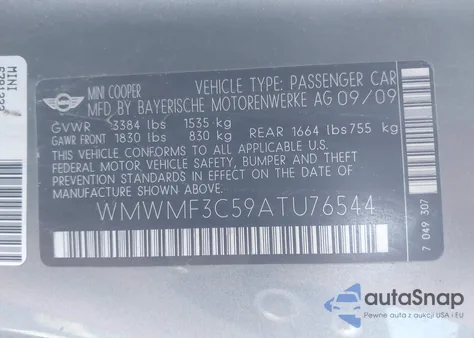 MINI COOPER
VEHICLE TYPE: PASSENGER CAR
MFD BY BAYERISCHE MOTORENWERKE AG 09/09
GVWR 3384 lbs 1535 kg
GAWR FRONT 1830 lbs 830 kg REAR 1664 lbs 755 kg
THIS VEHICLE CONFORMS TO ALL APPLICABLE U.S.
FEDERAL MOTOR VEHICLE SAFETY, BUMPER AND THEFT
PREVENTION STANDARDS IN EFFECT ON THE DATE OF
MANUFACTURE SHOWN ABOVE.
WMWMF3C59ATU76544
7 049 307
MINI
autoSnap
Pewne auta z aukcji USA i EU